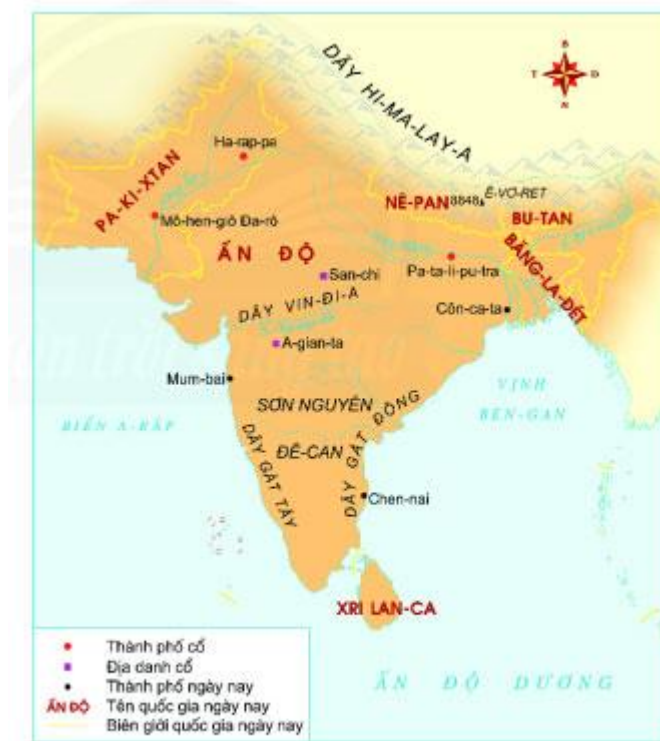 DÃY HI-MA-LAY-A
B
T
Đ
N
Ha-rap-pa
PA-KI-XTAN
Mô-hen-giô Đa-rô
NÊ-PAN
8848
Ê-VƠ-RET
BU-TAN
BĂNG-LA-ĐÉT
ẤN ĐỘ
San-chi
Pa-ta-li-pu-tra
DÃY VIN-ĐI-A
Côn-ca-ta
A-gian-ta
Mum-bai
SƠN NGUYÊN
ĐÊ-CAN
VỊNH
BEN-GAN
BIỂN A-RẬP
DÃY GÁT TÂY
DÃY GÁT ĐÔNG
Chen-nai
XRI LAN-CA
ẤN ĐỘ DƯƠNG
Thành phố cổ
Địa danh cổ
Thành phố ngày nay
ẤN ĐỘ Tên quốc gia ngày nay
Biên giới quốc gia ngày nay